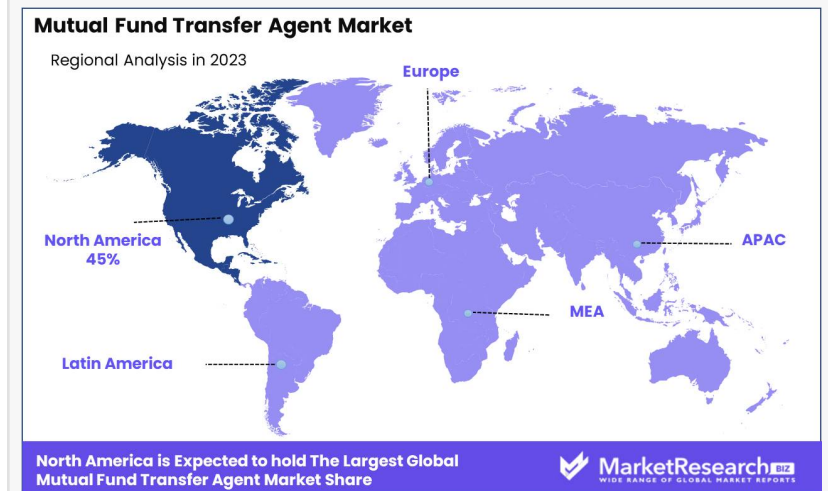 Mutual Fund Transfer Agent Market
Regional Analysis in 2023
Europe
North America
45%
APAC
MEA
Latin America
North America is Expected to hold The Largest Global
Mutual Fund Transfer Agent Market Share
MarketResearch BIZ
WIDE RANGE OF GLOBAL MARKET REPORTS